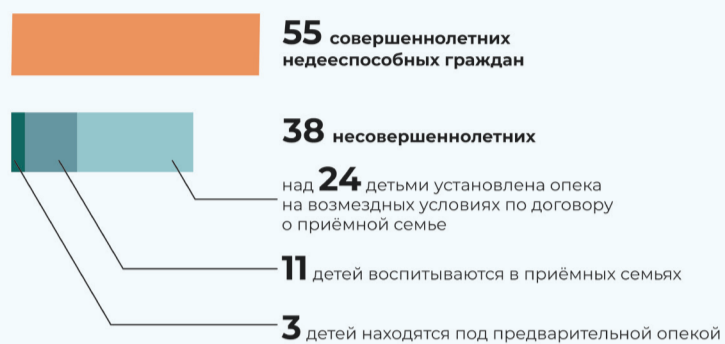 55 совершеннолетних
недееспособных граждан
38 несовершеннолетних
над 24 детьми установлена опека
на возмездных условиях по договору
о приёмной семье
11 детей воспитываются в приёмных семьях
3 детей находятся под предварительной опекой